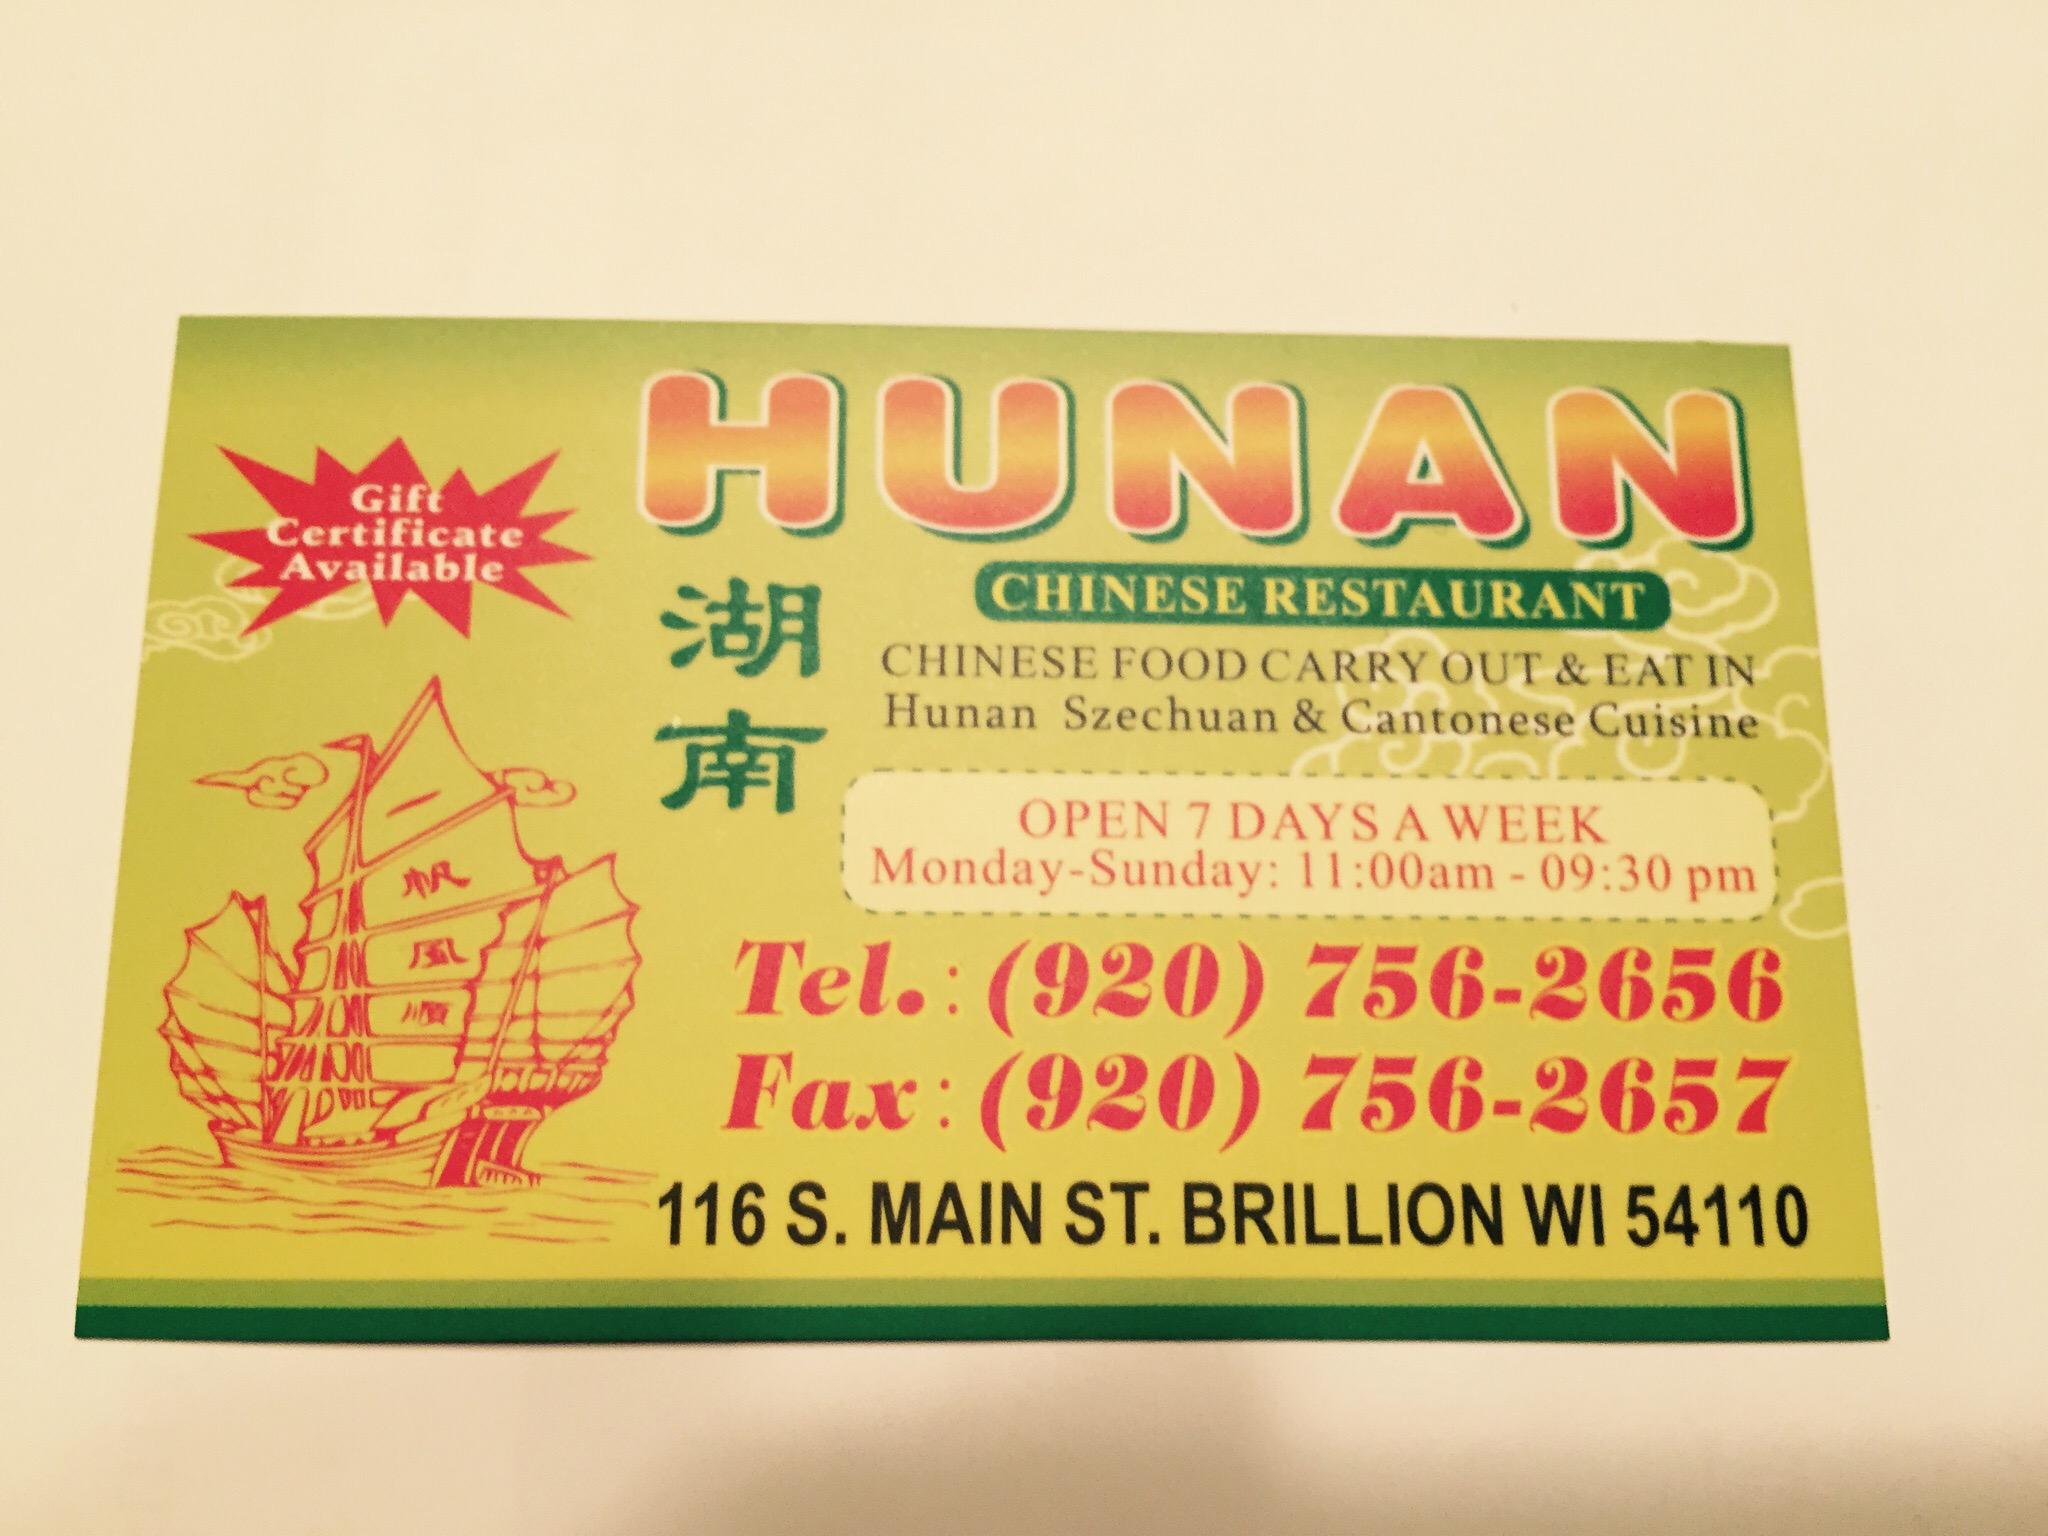 HUNAN
Gift
Certificate
Available
湖
南
CHINESE RESTAURANT
CHINESE FOOD CARRY OUT & EAT IN
Hunan Szechuan & Cantonese Cuisine
OPEN 7 DAYS A WEEK
Monday-Sunday: 11:00am - 09:30 pm
帆
風
順
Tel.: (920) 756-2656
Fax: (920) 756-2657
116 S. MAIN ST. BRILLION WI 54110